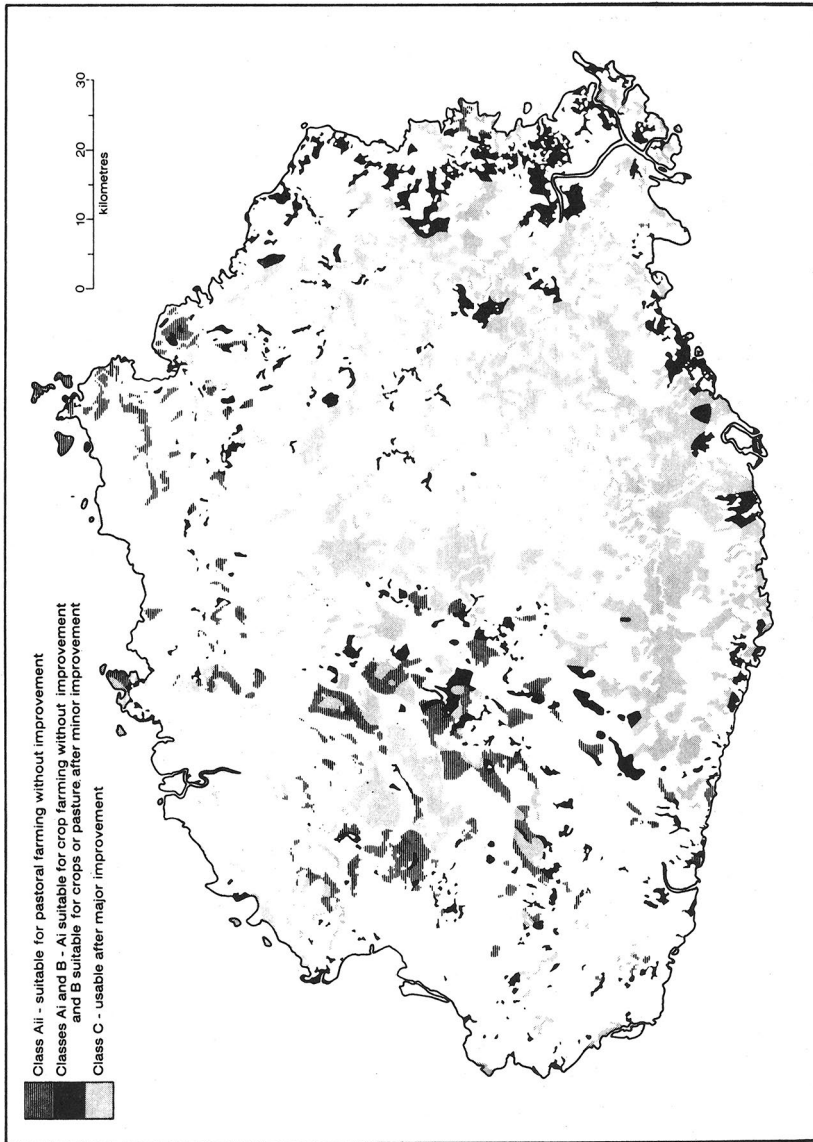 Class Aii - suitable for pastoral farming without improvement
Classes Ai and B - Ai suitable for crop farming without improvement
and B suitable for crops or pasture after minor improvement
Class C - usable after major improvement
0 10 20 30
kilometres